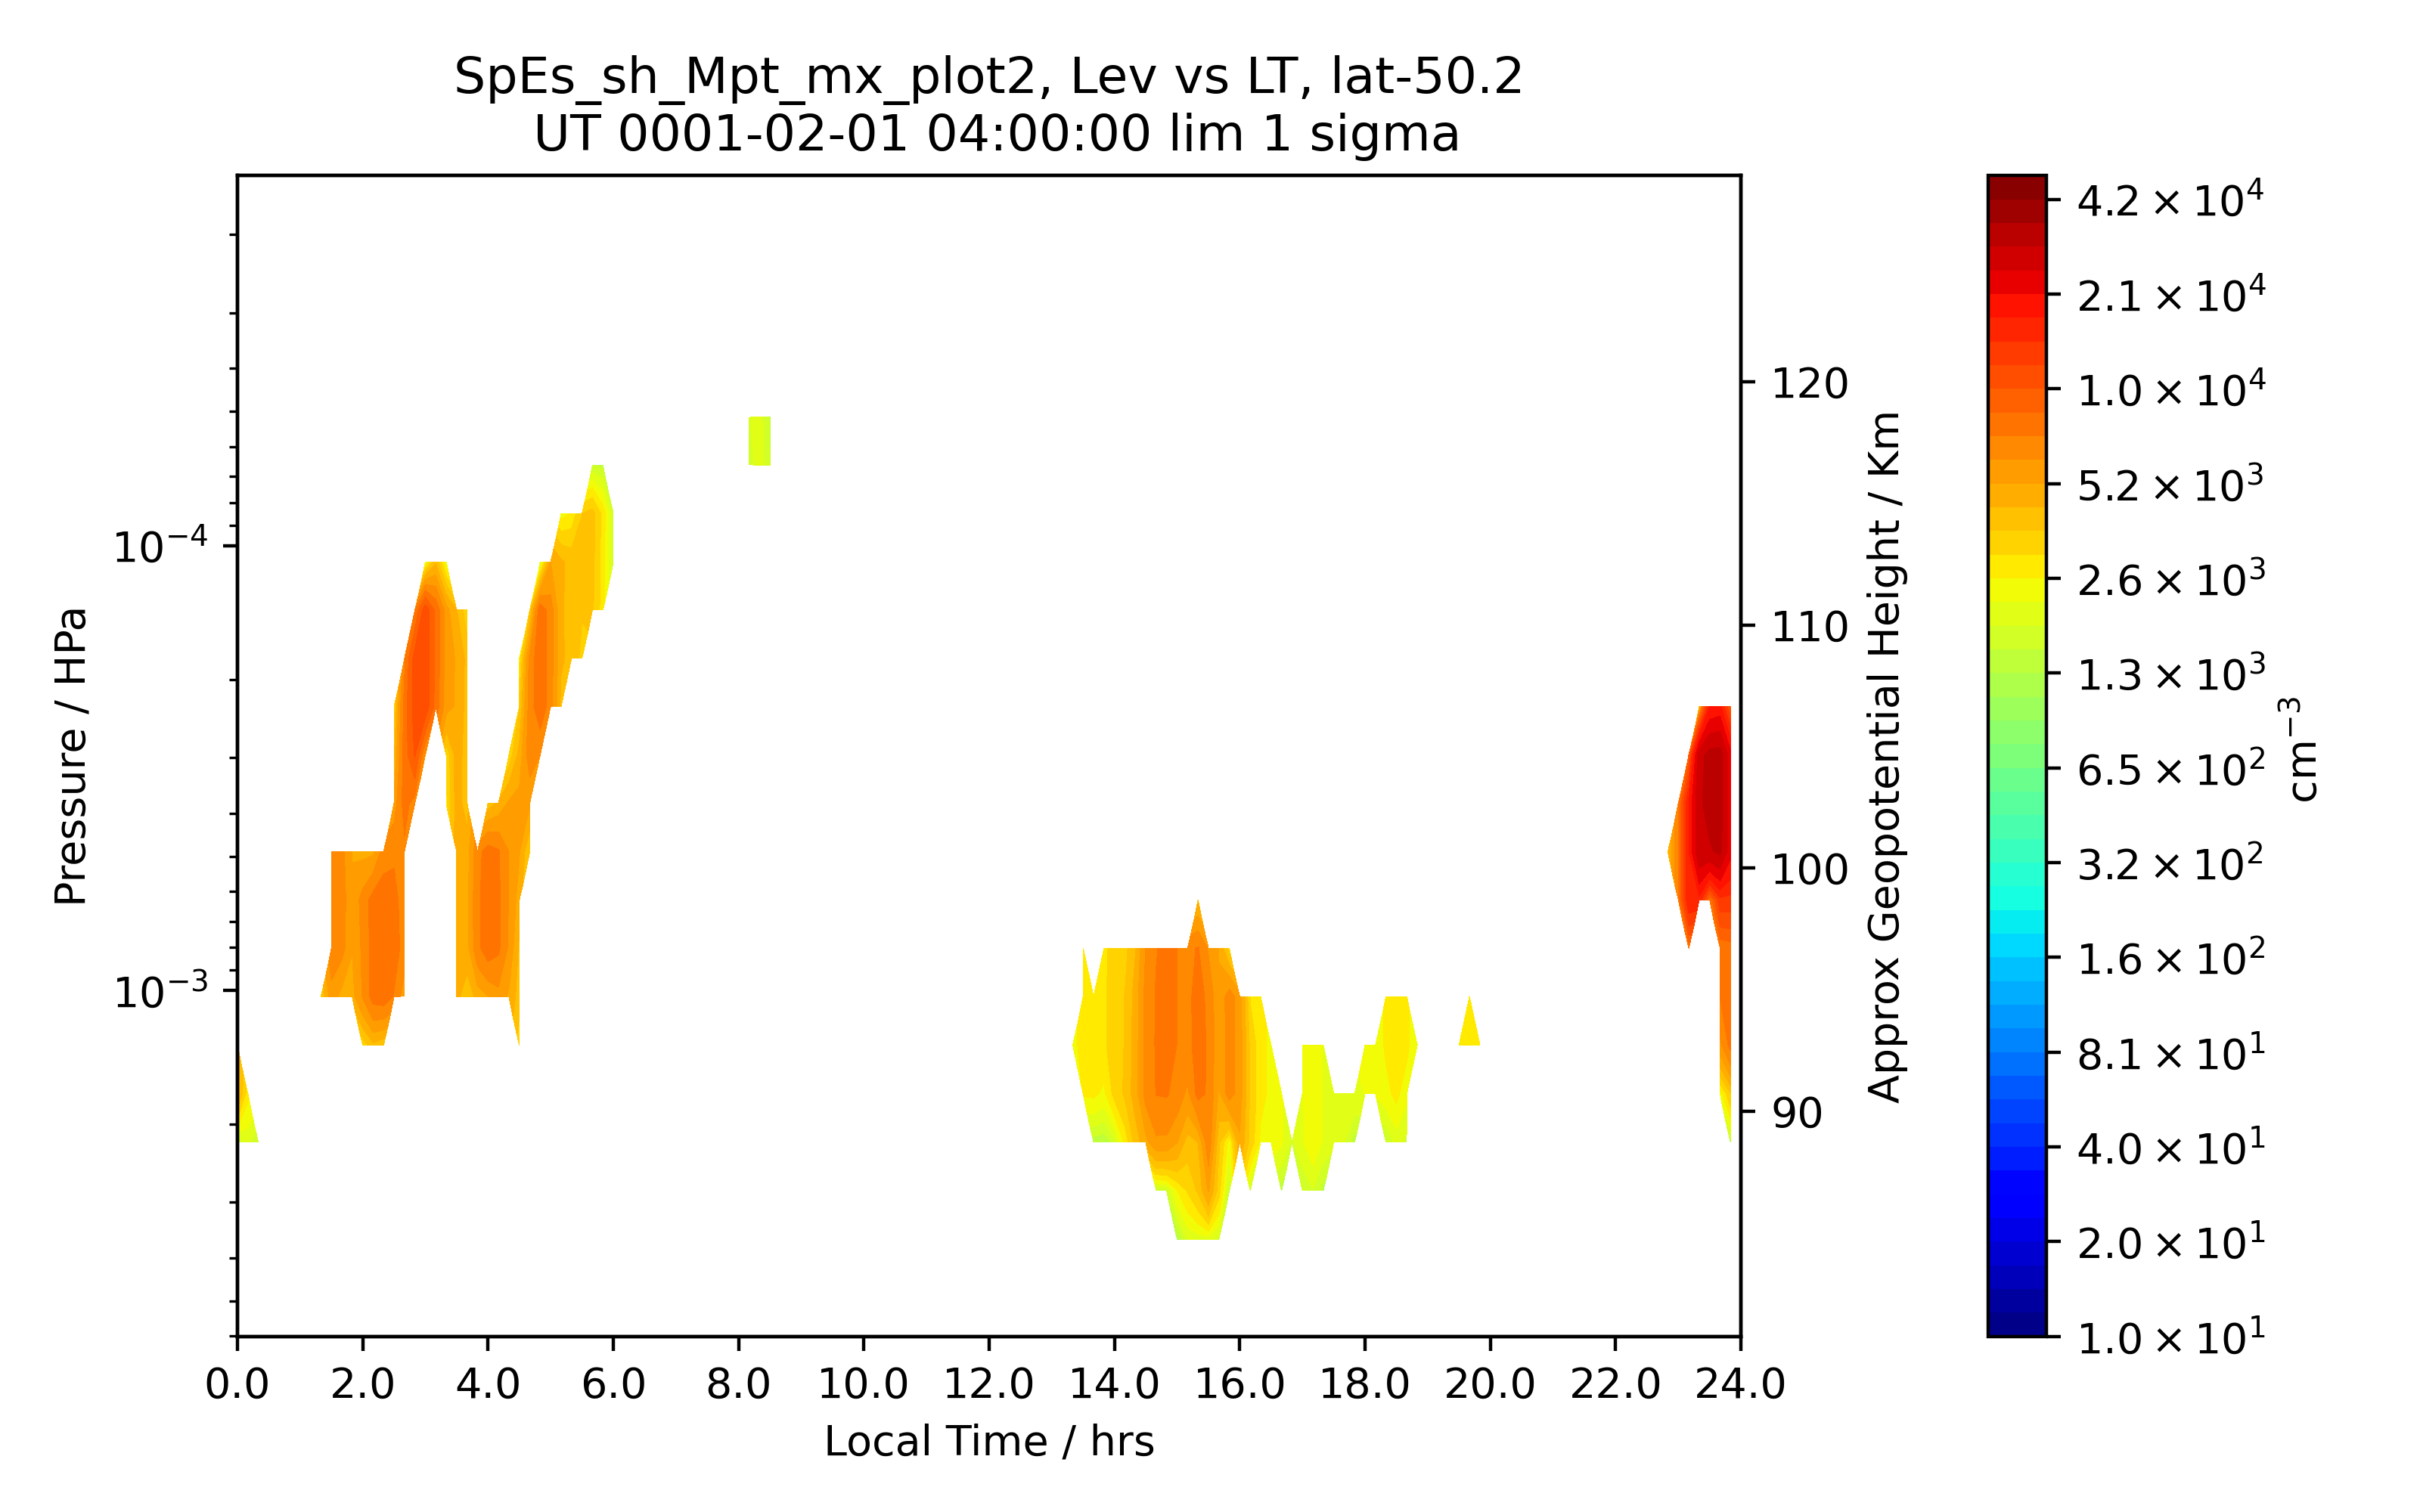 SpEs_sh_Mpt_mx_plot2, Lev vs LT, lat-50.2
UT 0001-02-01 04:00:00 lim 1 sigma
Pressure / HPa
10⁻⁴
10⁻³
0.0 2.0 4.0 6.0 8.0 10.0 12.0 14.0 16.0 18.0 20.0 22.0 24.0
Local Time / hrs
120
110
100
90
Approx Geopotential Height / Km
4.2 × 10⁴
2.1 × 10⁴
1.0 × 10⁴
5.2 × 10³
2.6 × 10³
1.3 × 10³
6.5 × 10²
3.2 × 10²
1.6 × 10²
8.1 × 10¹
4.0 × 10¹
2.0 × 10¹
1.0 × 10¹
cm⁻³